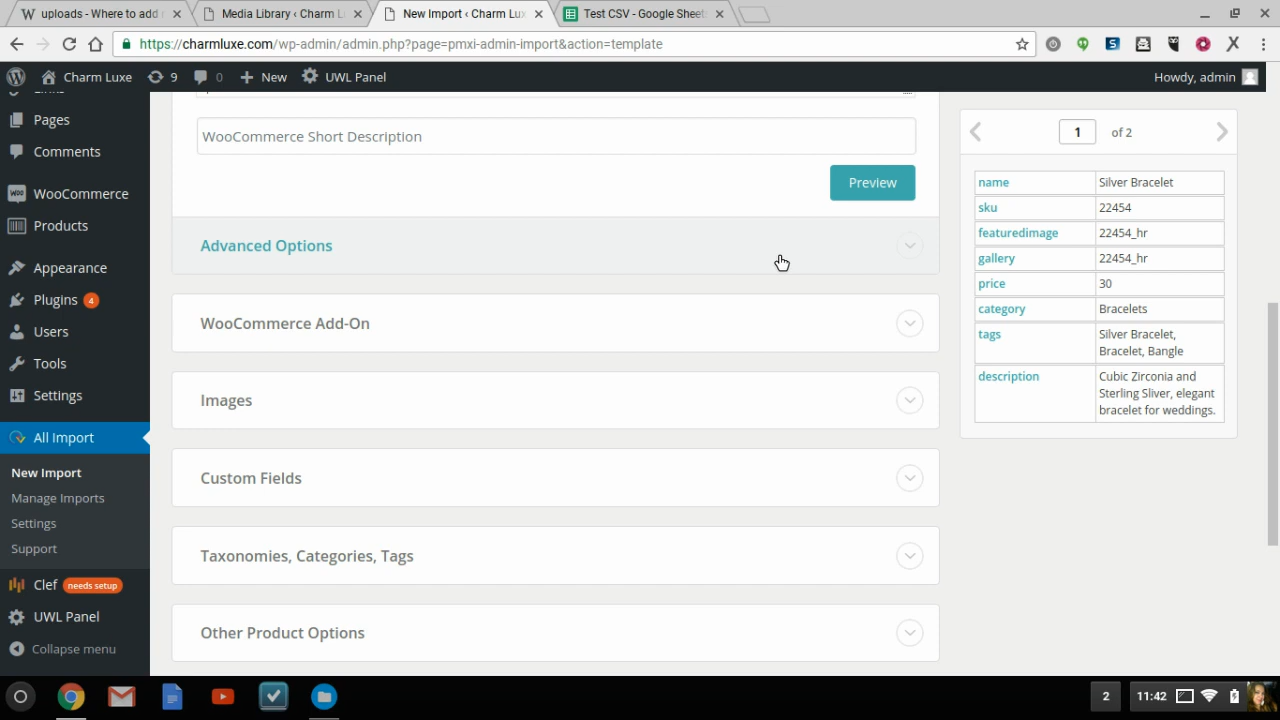 uploads - Where to add
Media Library ‹ Charm L
New Import ‹ Charm Lux
Test CSV - Google Sheet
https://charmluxe.com/wp-admin/admin.php?page=pmxi-admin-import&action=template
Charm Luxe
9
0
New
UWL Panel
Howdy, admin
Pages
Comments
WooCommerce
Products
Appearance
Plugins 4
Users
Tools
Settings
All Import
New Import
Manage Imports
Settings
Support
Clef needs setup
UWL Panel
Collapse menu
WooCommerce Short Description
Preview
Advanced Options
WooCommerce Add-On
Images
Custom Fields
Taxonomies, Categories, Tags
Other Product Options
1 of 2
name Silver Bracelet
sku 22454
featuredimage 22454_hr
gallery 22454_hr
price 30
category Bracelets
tags Silver Bracelet,
Bracelet, Bangle
description Cubic Zirconia and
Sterling Sliver, elegant
bracelet for weddings.
2
11:42